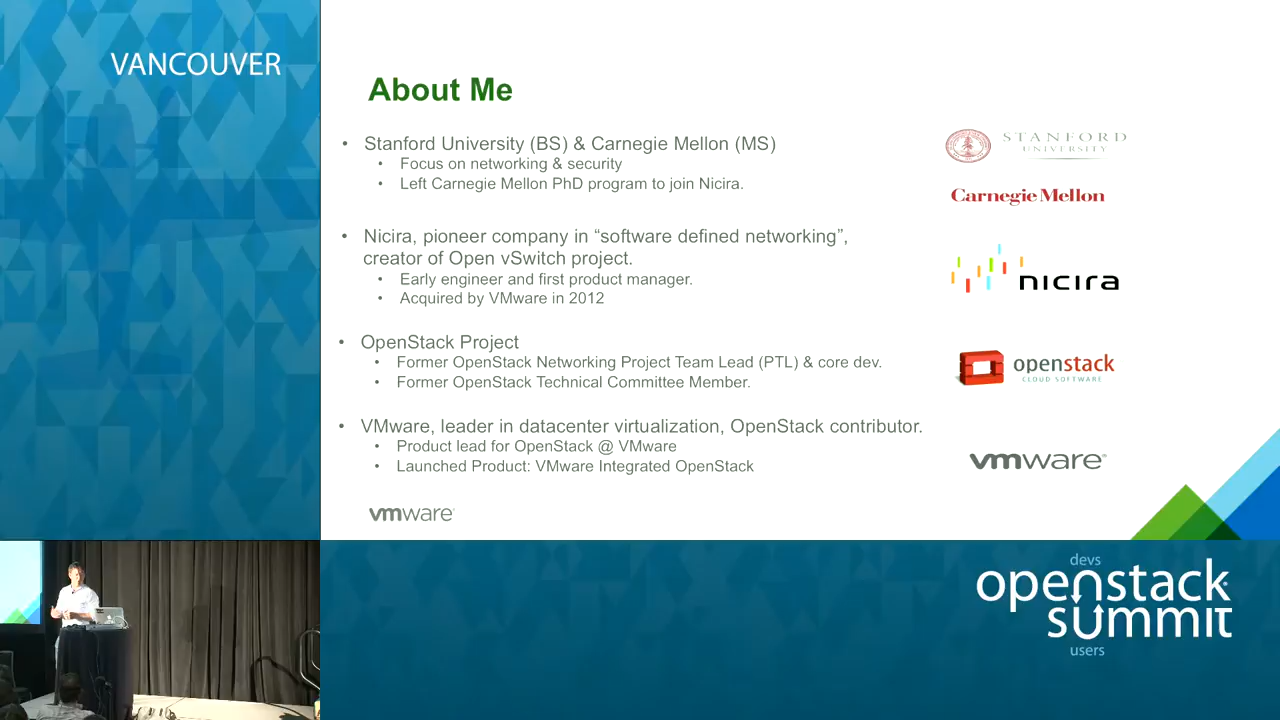 VANCOUVER
About Me
• Stanford University (BS) & Carnegie Mellon (MS)
• Focus on networking & security
• Left Carnegie Mellon PhD program to join Nicira.
STANFORD
UNIVERSITY
Carnegie Mellon
• Nicira, pioneer company in “software defined networking”,
creator of Open vSwitch project.
• Early engineer and first product manager.
• Acquired by VMware in 2012
nicira
• OpenStack Project
• Former OpenStack Networking Project Team Lead (PTL) & core dev.
• Former OpenStack Technical Committee Member.
openstack
CLOUD SOFTWARE
• VMware, leader in datacenter virtualization, OpenStack contributor.
• Product lead for OpenStack @ VMware
• Launched Product: VMware Integrated OpenStack
vmware
vmware
devs
openstack
summit
users